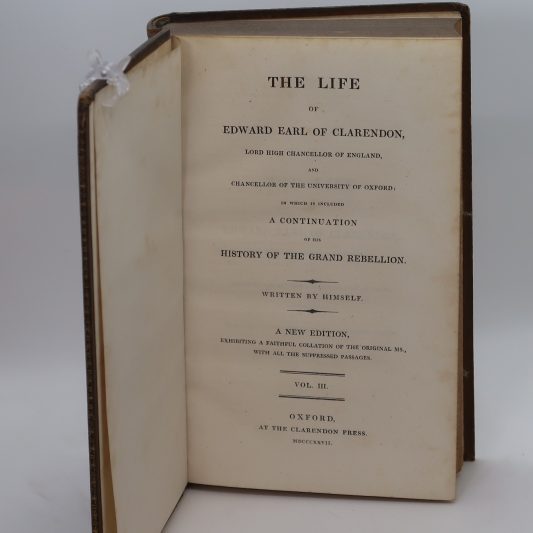 THE LIFE
OF
EDWARD EARL OF CLARENDON,
LORD HIGH CHANCELLOR OF ENGLAND,
AND
CHANCELLOR OF THE UNIVERSITY OF OXFORD:
IN WHICH IS INCLUDED
A CONTINUATION
OF HIS
HISTORY OF THE GRAND REBELLION.
WRITTEN BY HIMSELF.
A NEW EDITION,
EXHIBITING A FAITHFUL COLLATION OF THE ORIGINAL MS.,
WITH ALL THE SUPPRESSED PASSAGES.
VOL. III.
OXFORD,
AT THE CLARENDON PRESS.
MDCCCXXVII.